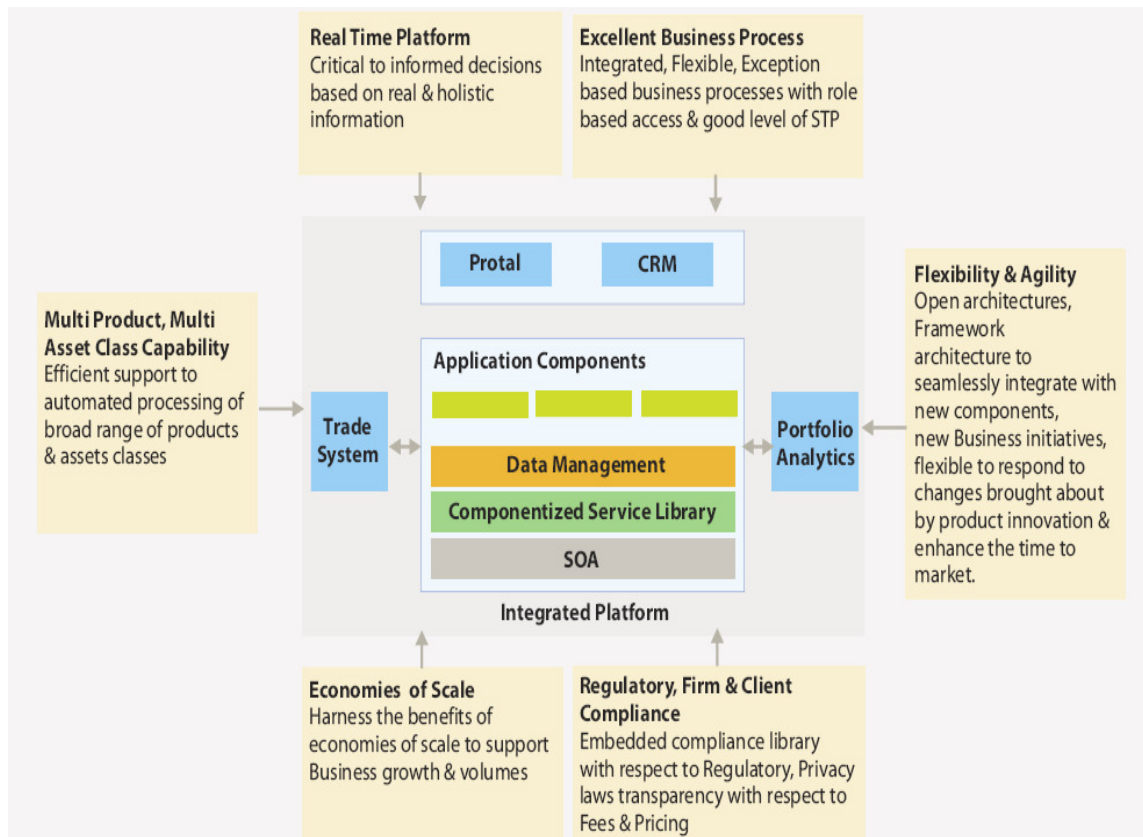 Real Time Platform
Critical to informed decisions
based on real & holistic
information
Excellent Business Process
Integrated, Flexible, Exception
based business processes with role
based access & good level of STP
Protal
CRM
Multi Product, Multi
Asset Class Capability
Efficient support to
automated processing of
broad range of products
& assets classes
Trade
System
Application Components
Data Management
Componentized Service Library
SOA
Integrated Platform
Portfolio
Analytics
Flexibility & Agility
Open architectures,
Framework
architecture to
seamlessly integrate with
new components,
new Business initiatives,
flexible to respond to
changes brought about
by product innovation &
enhance the time to
market.
Economies of Scale
Harness the benefits of
economies of scale to support
Business growth & volumes
Regulatory, Firm & Client
Compliance
Embedded compliance library
with respect to Regulatory, Privacy
laws transparency with respect to
Fees & Pricing